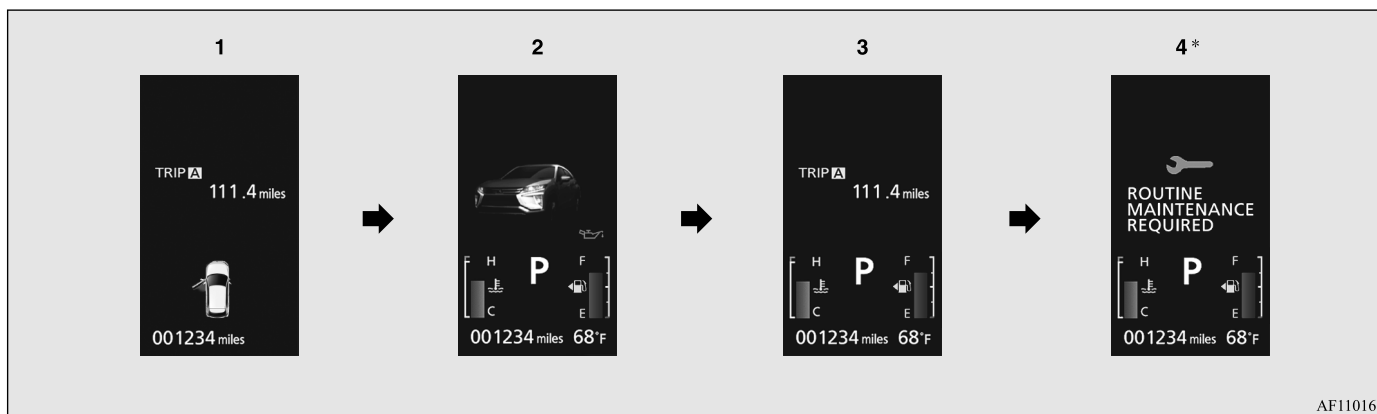 1
TRIP A
111.4 miles
001234 miles
2
F H P F
C E
001234 miles 68°F
3
TRIP A
111.4 miles
F H P F
C E
001234 miles 68°F
4*
ROUTINE
MAINTENANCE
REQUIRED
F H P F
C E
001234 miles 68°F
AF11016